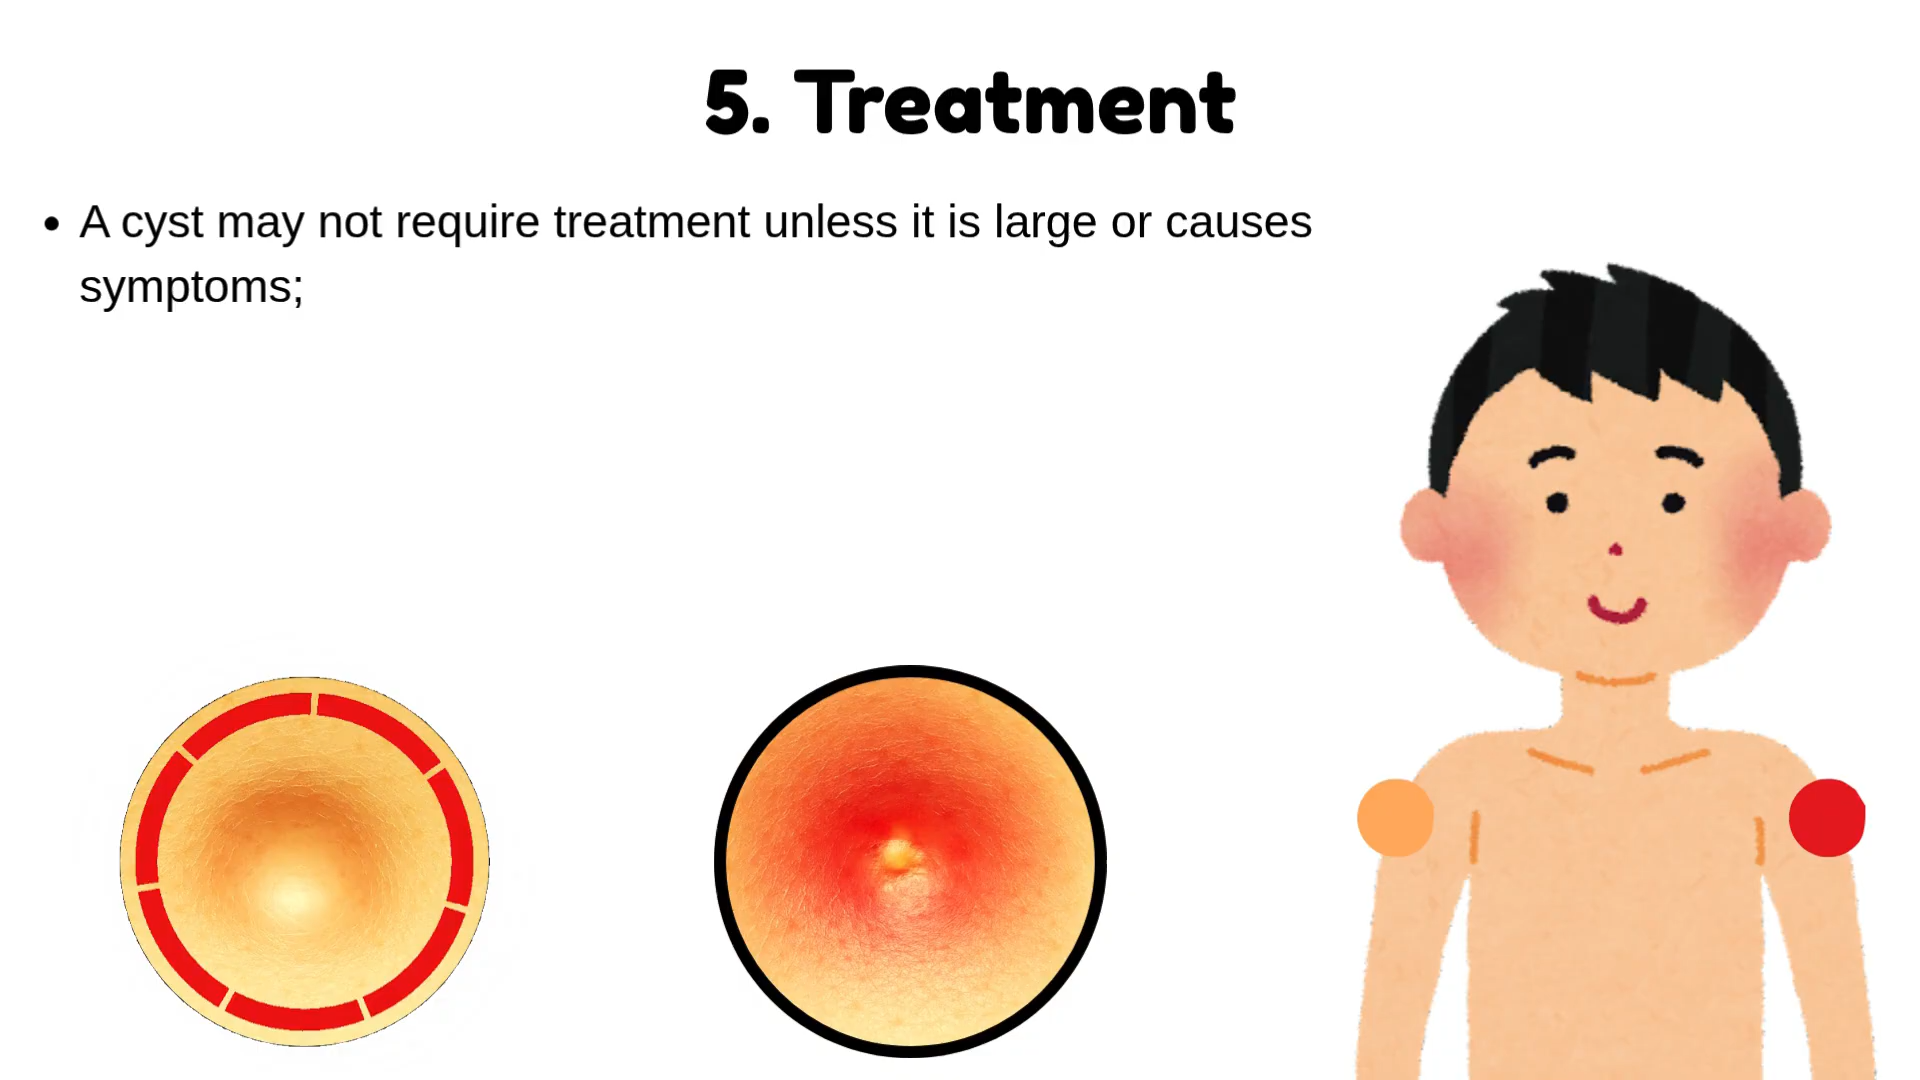 5. Treatment
• A cyst may not require treatment unless it is large or causes
symptoms;